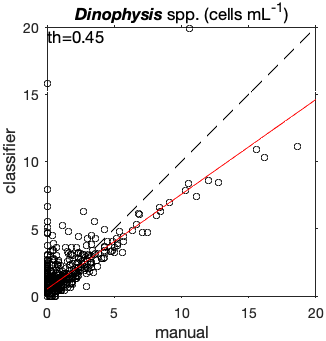 Dinophysis spp. (cells mL⁻¹)
th=0.45
20
15
10
5
0
classifier
0 5 10 15 20
manual